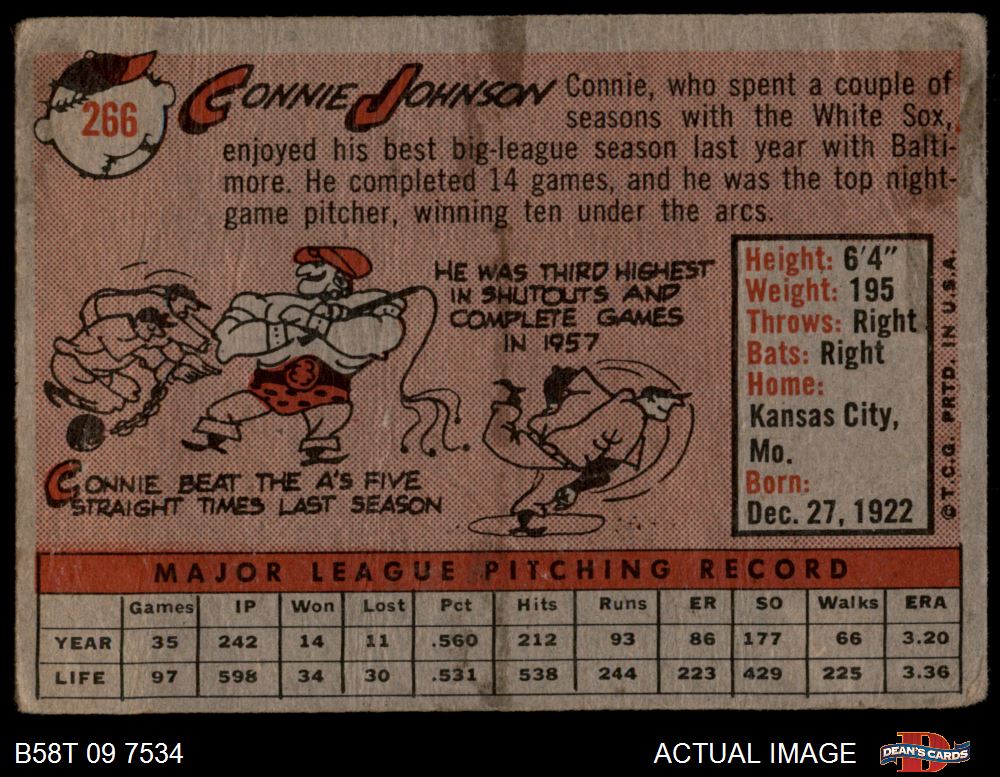 266
CONNIE JOHNSON
Connie, who spent a couple of
seasons with the White Sox,
enjoyed his best big-league season last year with Balti-
more. He completed 14 games, and he was the top night-
game pitcher, winning ten under the arcs.
HE WAS THIRD HIGHEST
IN SHUTOUTS AND
COMPLETE GAMES
IN 1957
CONNIE BEAT THE A'S FIVE
STRAIGHT TIMES LAST SEASON
Height: 6'4"
Weight: 195
Throws: Right
Bats: Right
Home:
Kansas City,
Mo.
Born:
Dec. 27, 1922
©T.C.G. PRTD. IN U.S.A.
MAJOR LEAGUE PITCHING RECORD
Games IP Won Lost Pct Hits Runs ER SO Walks ERA
YEAR 35 242 14 11 .560 212 93 86 177 66 3.20
LIFE 97 598 34 30 .531 538 244 223 429 225 3.36
B58T 09 7534
ACTUAL IMAGE
D
DEAN'S CARDS